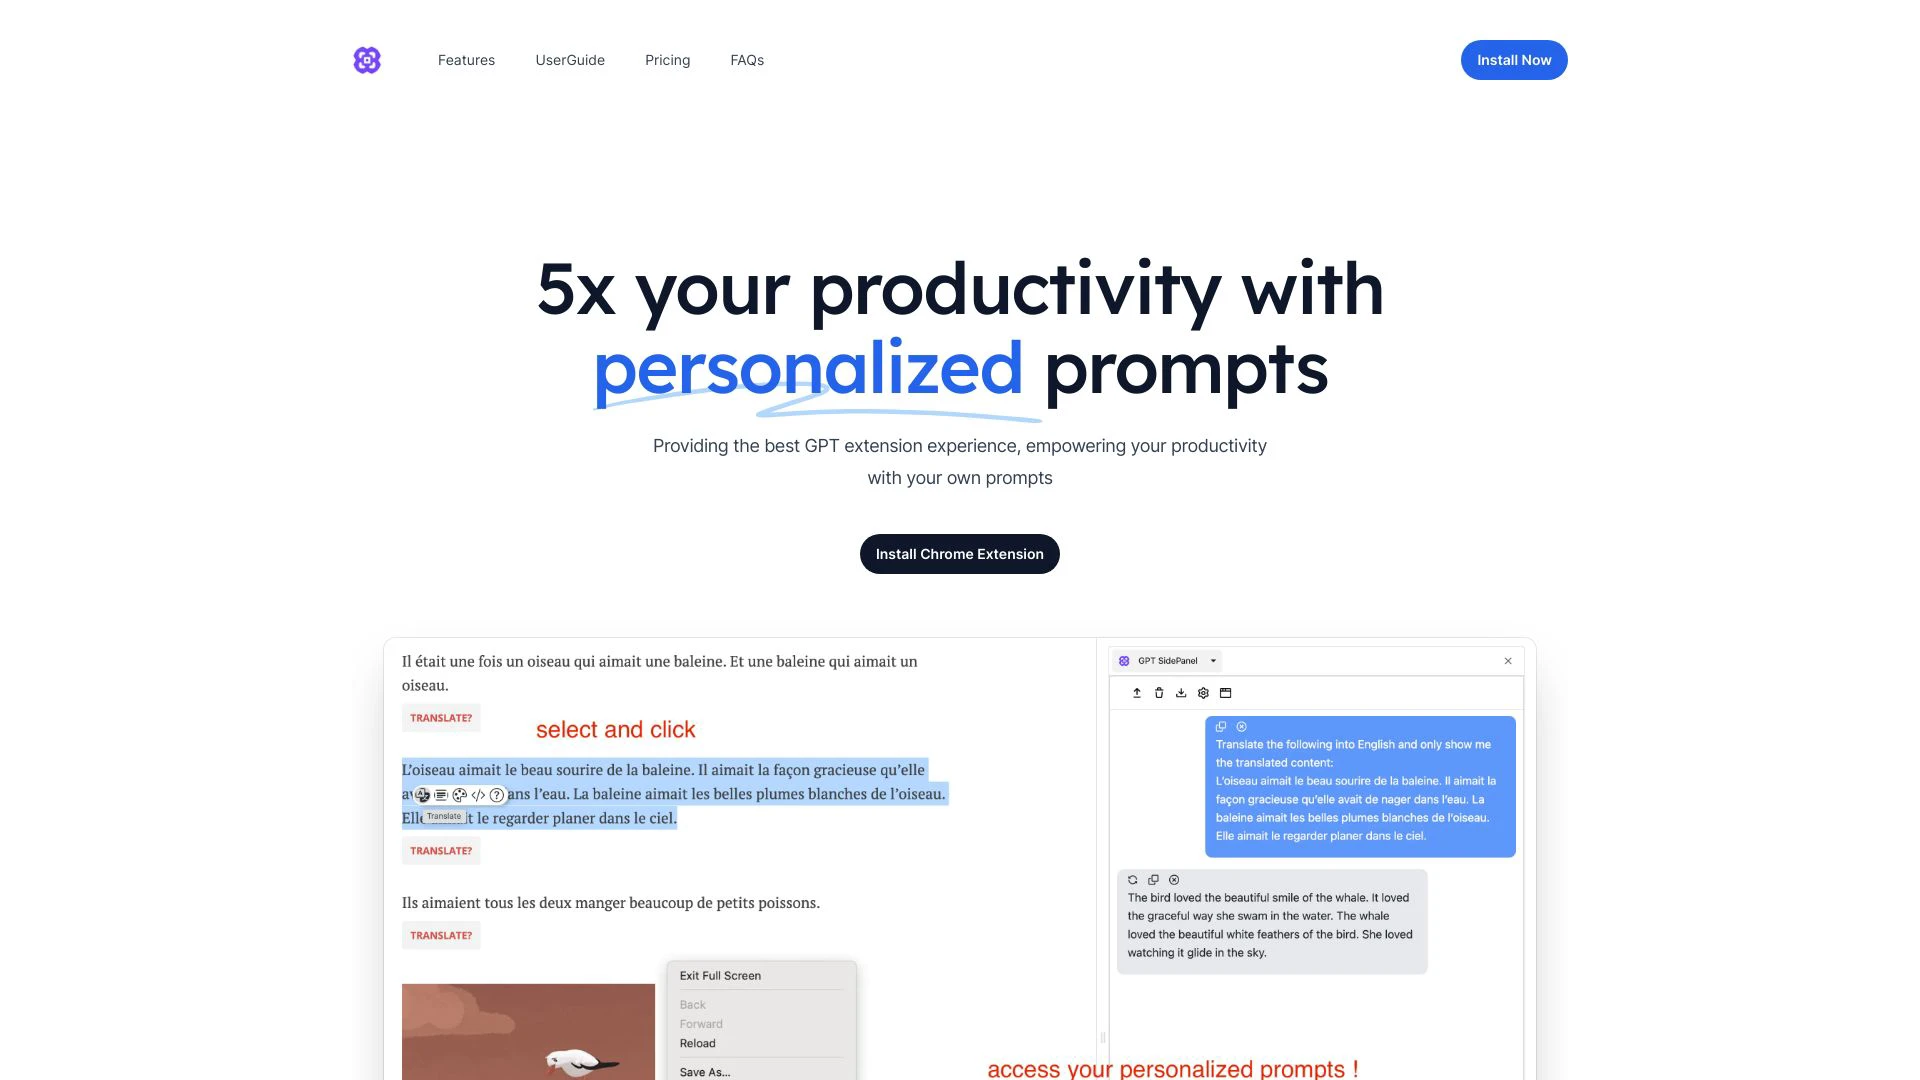 Features
UserGuide
Pricing
FAQs
Install Now
5x your productivity with
personalized prompts
Providing the best GPT extension experience, empowering your productivity
with your own prompts
Install Chrome Extension
Il était une fois un oiseau qui aimait une baleine. Et une baleine qui aimait un
oiseau.
TRANSLATE?
select and click
L’oiseau aimait le beau sourire de la baleine. Il aimait la façon gracieuse qu’elle
ans l’eau. La baleine aimait les belles plumes blanches de l’oiseau.
Translate
le regarder planer dans le ciel.
TRANSLATE?
Ils aimaient tous les deux manger beaucoup de petits poissons.
TRANSLATE?
Exit Full Screen
Back
Forward
Reload
Save As...
GPT SidePanel
Translate the following into English and only show me
the translated content:
L’oiseau aimait le beau sourire de la baleine. Il aimait la
façon gracieuse qu’elle avait de nager dans l’eau. La
baleine aimait les belles plumes blanches de l’oiseau.
Elle aimait le regarder planer dans le ciel.
The bird loved the beautiful smile of the whale. It loved
the graceful way she swam in the water. The whale
loved the beautiful white feathers of the bird. She loved
watching it glide in the sky.
access your personalized prompts !